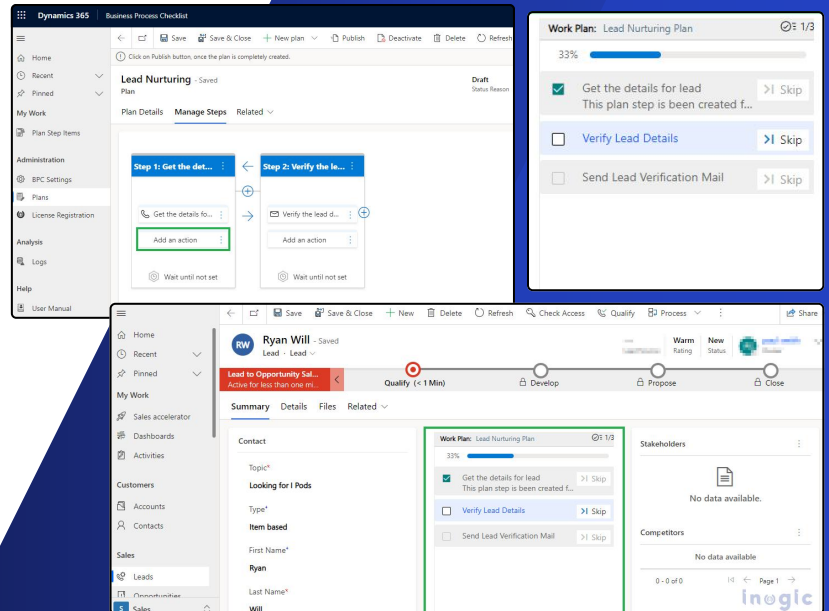 Dynamics 365 Business Process Checklist
Save Save & Close New plan Publish Deactivate Delete Refresh
Click on Publish button, once the plan is completely created.
Home
Recent
Pinned
My Work
Plan Step Items
Administration
BPC Settings
Plans
License Registration
Analysis
Logs
Help
User Manual
Lead Nurturing - Saved
Plan
Draft
Status Reason
Plan Details Manage Steps Related
Step 1: Get the det...
Get the details fo...
Add an action
Wait until not set
Step 2: Verify the le...
Verify the lead d...
Add an action
Wait until not set
Work Plan: Lead Nurturing Plan 1/3
33%
Get the details for lead Skip
This plan step is been created f...
Verify Lead Details Skip
Send Lead Verification Mail Skip
Save Save & Close New Delete Refresh Check Access Qualify Process Share
Home
Recent
Pinned
My Work
Sales accelerator
Dashboards
Activities
Customers
Accounts
Contacts
Sales
Leads
Opportunities
S Sales
RW
Ryan Will - Saved
Lead · Lead
Warm
Rating
New
Status
Lead to Opportunity Sal...
Active for less than one mi...
Qualify (< 1 Min)
Develop
Propose
Close
Summary Details Files Related
Contact
Topic*
Looking for I Pods
Type*
Item based
First Name*
Ryan
Last Name*
Will
Work Plan: Lead Nurturing Plan 1/3
33%
Get the details for lead Skip
This plan step is been created f...
Verify Lead Details Skip
Send Lead Verification Mail Skip
Stakeholders
No data available.
Competitors
No data available
0 - 0 of 0 Page 1
inogic